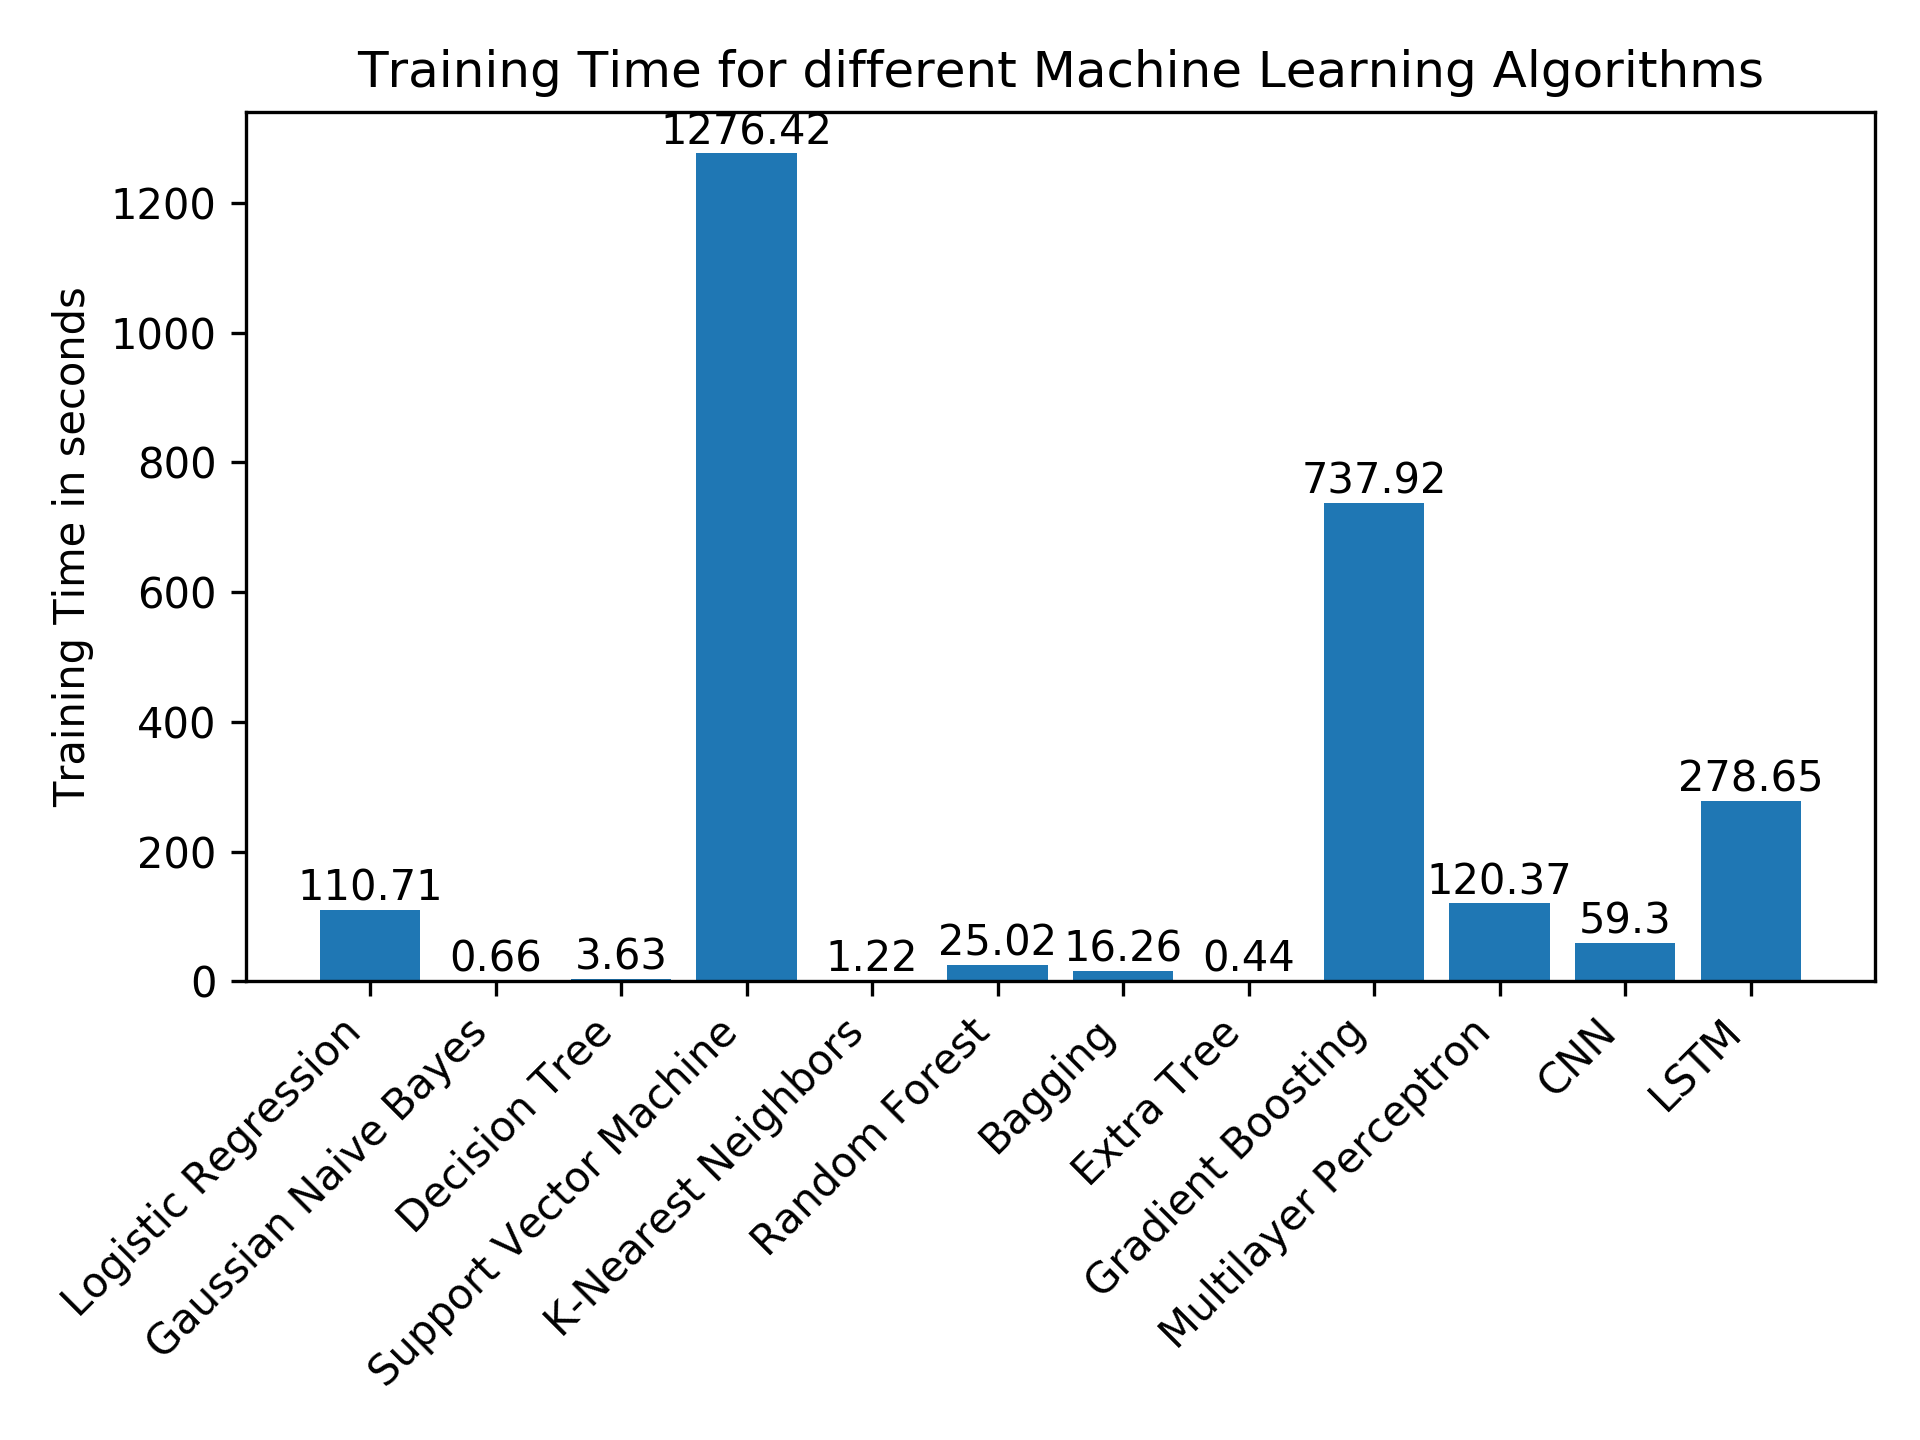 Training Time for different Machine Learning Algorithms
Training Time in seconds
1200
1000
800
600
400
200
0
110.71
0.66
3.63
1276.42
1.22
25.02
16.26
0.44
737.92
120.37
59.3
278.65
Logistic Regression
Gaussian Naive Bayes
Decision Tree
Support Vector Machine
K-Nearest Neighbors
Random Forest
Bagging
Extra Tree
Gradient Boosting
Multilayer Perceptron
CNN
LSTM